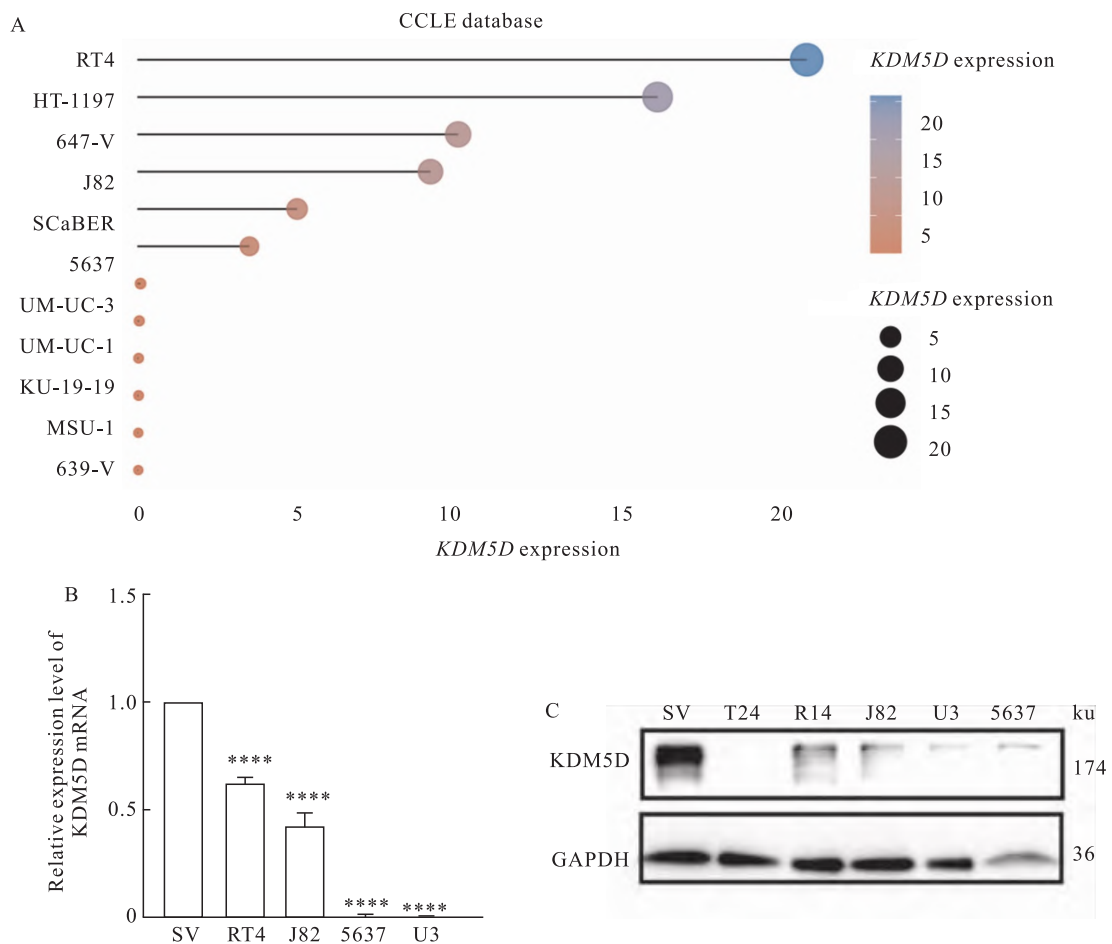 A
CCLE database
RT4
HT-1197
647-V
J82
SCaBER
5637
UM-UC-3
UM-UC-1
KU-19-19
MSU-1
639-V
0 5 10 15 20
KDM5D expression
KDM5D expression
20
15
10
5
KDM5D expression
5
10
15
20
B
Relative expression level of
KDM5D mRNA
1.5
1.0
0.5
0
****
****
****
****
SV RT4 J82 5637 U3
C
SV T24 R14 J82 U3 5637 ku
KDM5D 174
GAPDH 36